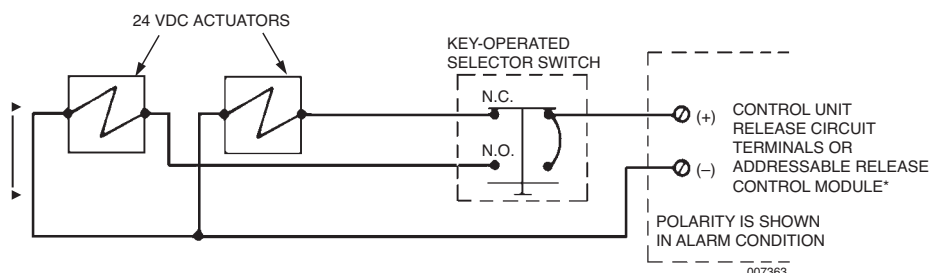 24 VDC ACTUATORS
KEY-OPERATED
SELECTOR SWITCH
N.C.
N.O.
(+)
(–)
CONTROL UNIT
RELEASE CIRCUIT
TERMINALS OR
ADDRESSABLE RELEASE
CONTROL MODULE*
POLARITY IS SHOWN
IN ALARM CONDITION
007363